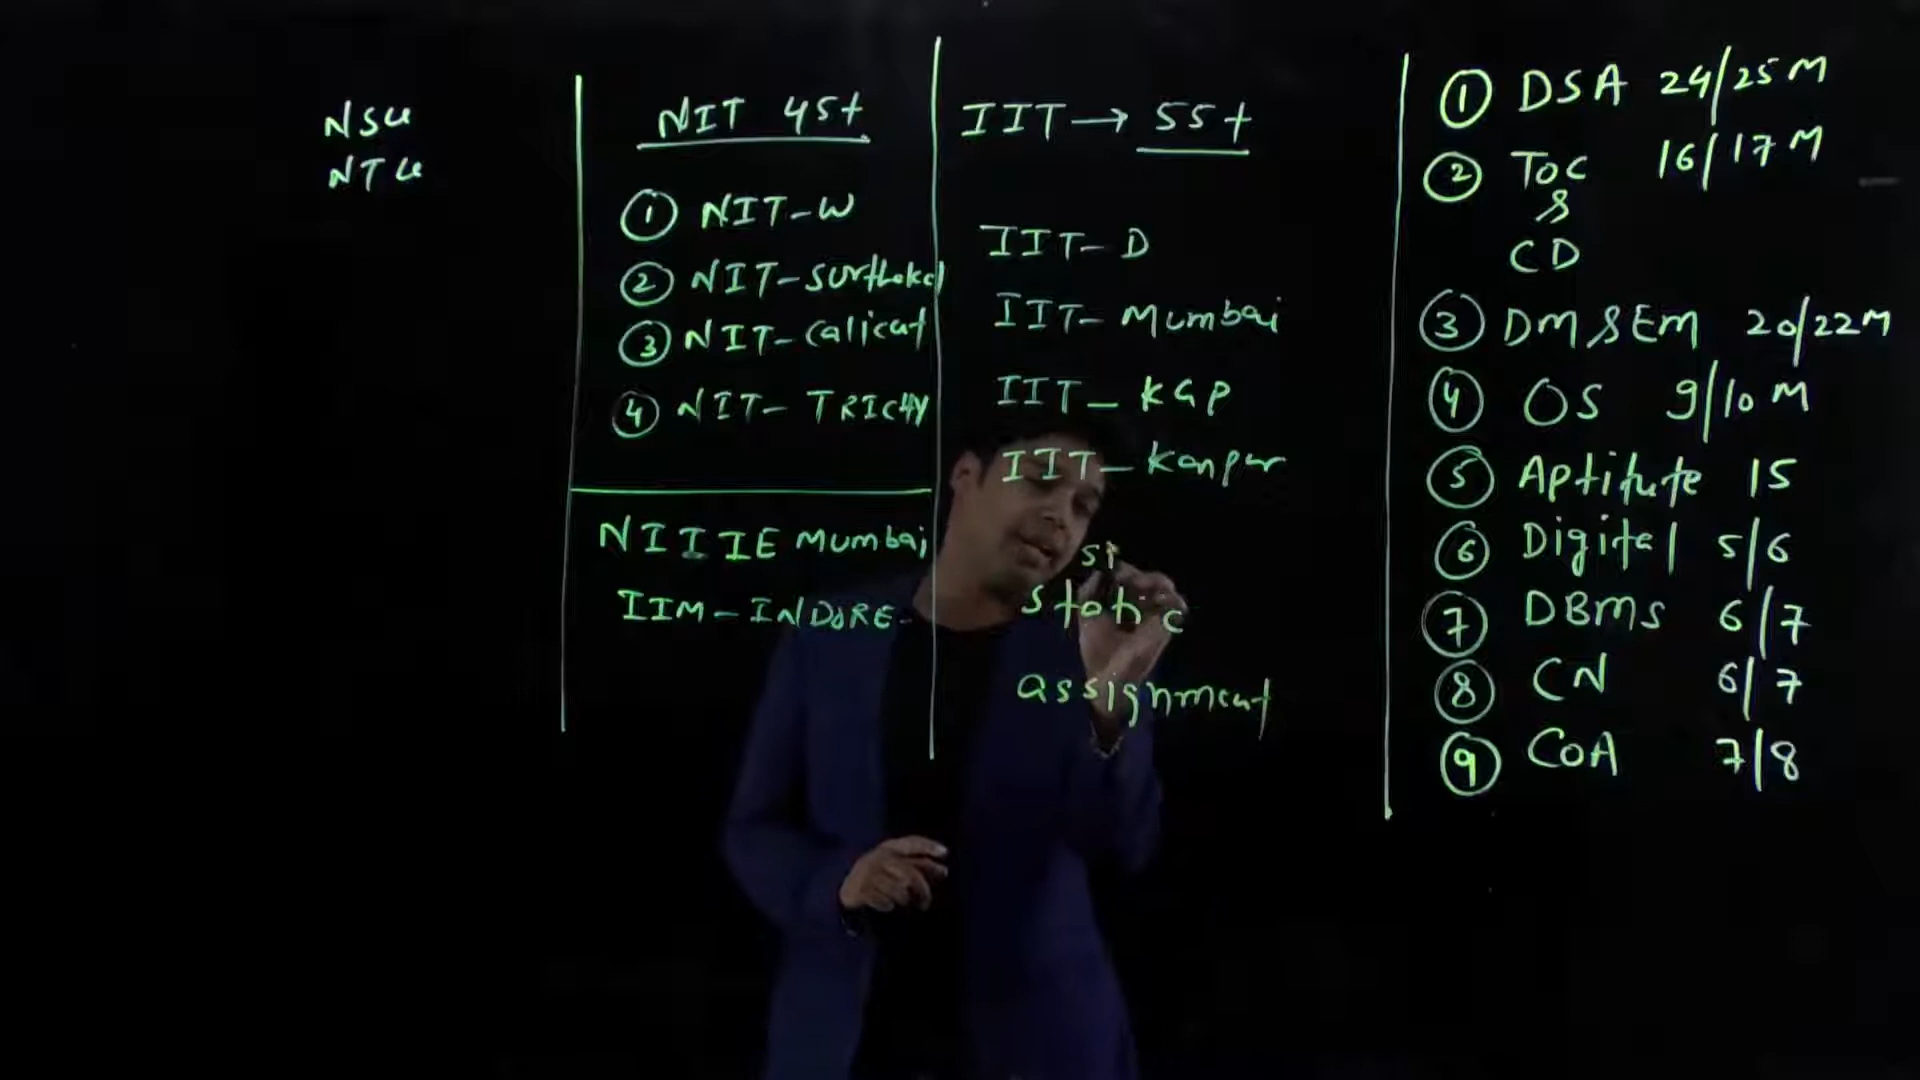 NSU
NTU
NIT 45+
① NIT-W
② NIT-Surthakal
③ NIT-Calicut
④ NIT-TRICHY
NITIE Mumbai
IIM-INDORE
IIT → 55+
IIT-D
IIT-Mumbai
IIT-KGP
IIT-Kanpur
Si
Static
assignment
① DSA 24/25M
② TOC 16/17M
&
CD
③ DM & EM 20/22M
④ OS 9/10M
⑤ Aptitute 15
⑥ Digital 5/6
⑦ DBMS 6/7
⑧ CN 6/7
⑨ COA 7/8